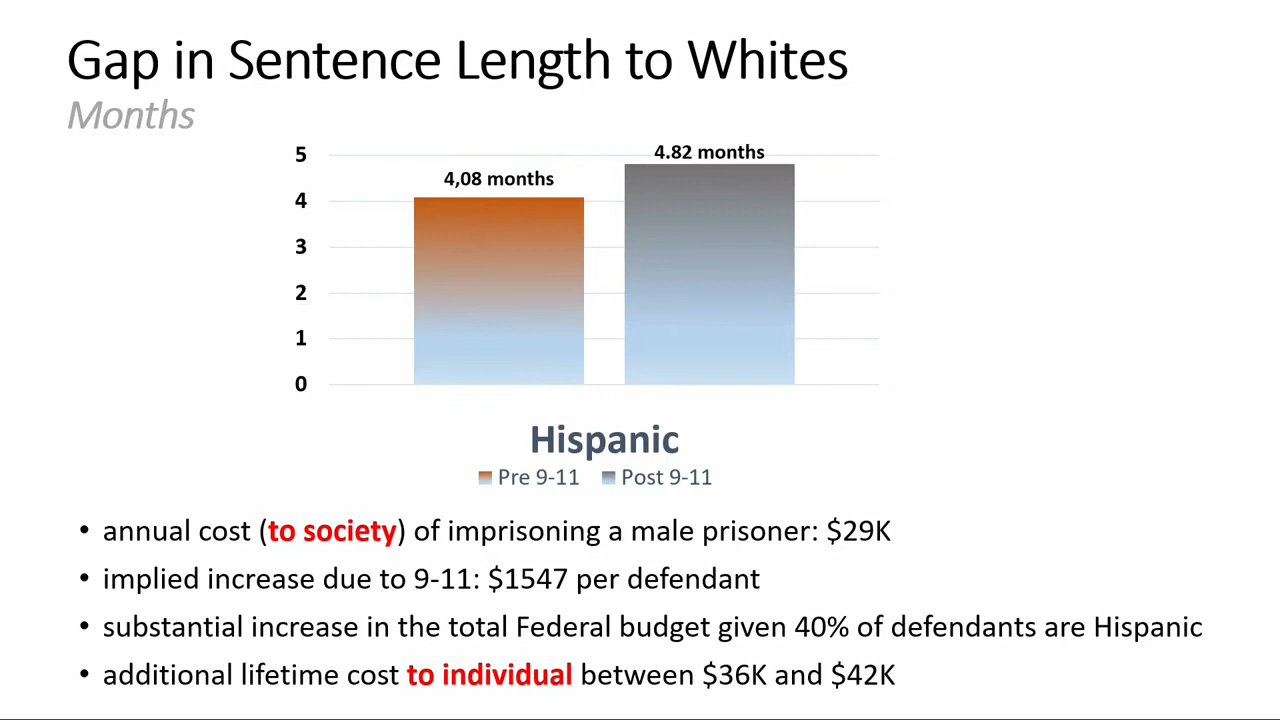 Gap in Sentence Length to Whites
Months
5
4
3
2
1
0
4,08 months
4.82 months
Hispanic
Pre 9-11 Post 9-11
• annual cost (to society) of imprisoning a male prisoner: $29K
• implied increase due to 9-11: $1547 per defendant
• substantial increase in the total Federal budget given 40% of defendants are Hispanic
• additional lifetime cost to individual between $36K and $42K